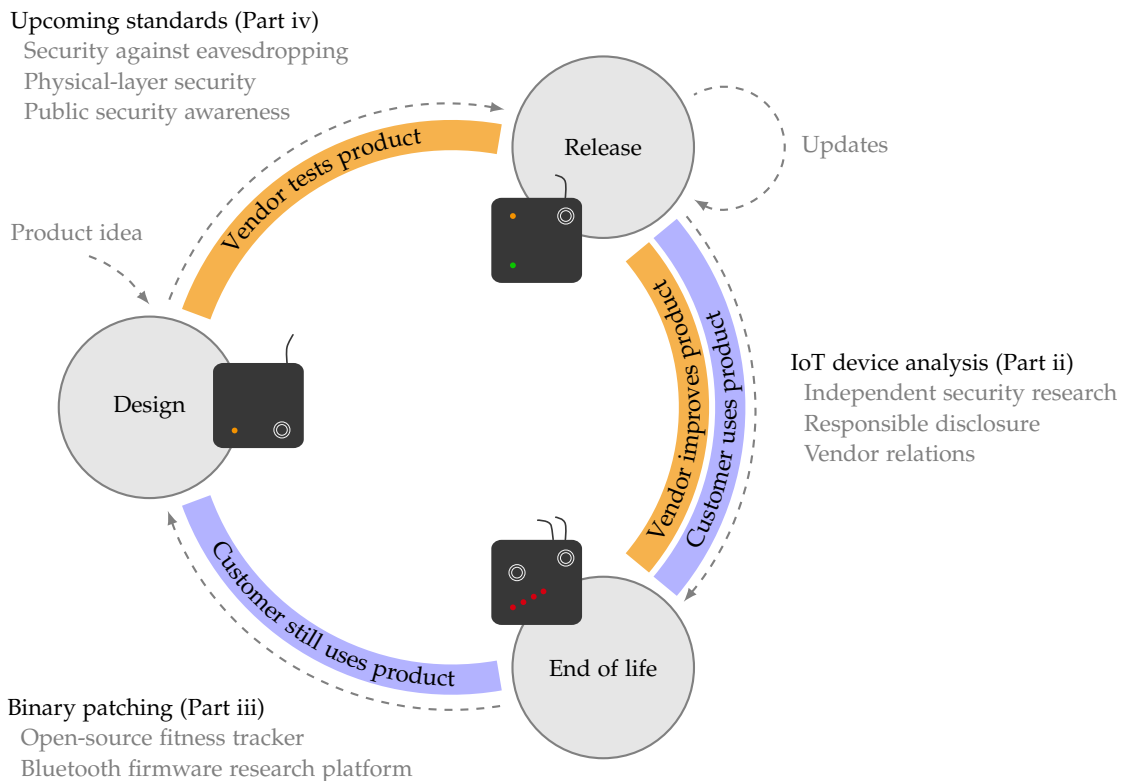 Upcoming standards (Part iv)
Security against eavesdropping
Physical-layer security
Public security awareness
Vendor tests product
Release
Updates
Product idea
Design
Vendor improves product
Customer uses product
IoT device analysis (Part ii)
Independent security research
Responsible disclosure
Vendor relations
Customer still uses product
End of life
Binary patching (Part iii)
Open-source fitness tracker
Bluetooth firmware research platform